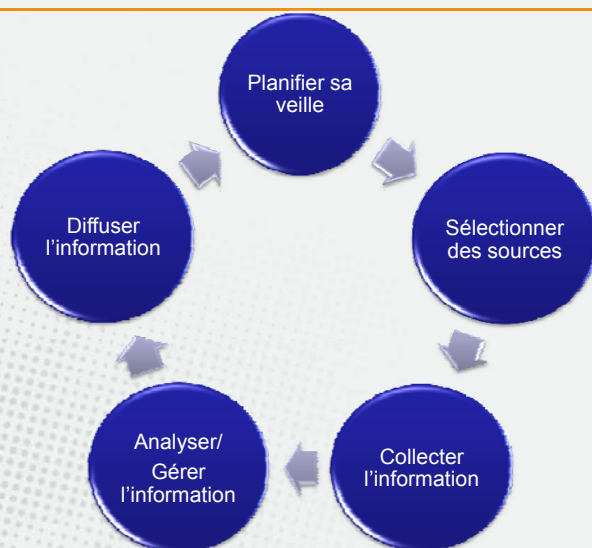 Planifier sa
veille
Sélectionner
des sources
Collecter
l’information
Analyser/
Gérer
l’information
Diffuser
l’information